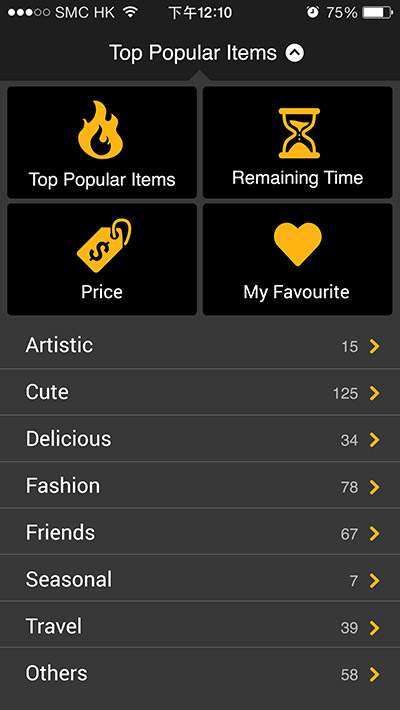 SMC HK 下午12:10 75%
Top Popular Items
Top Popular Items
Remaining Time
$
Price
My Favourite
Artistic 15
Cute 125
Delicious 34
Fashion 78
Friends 67
Seasonal 7
Travel 39
Others 58